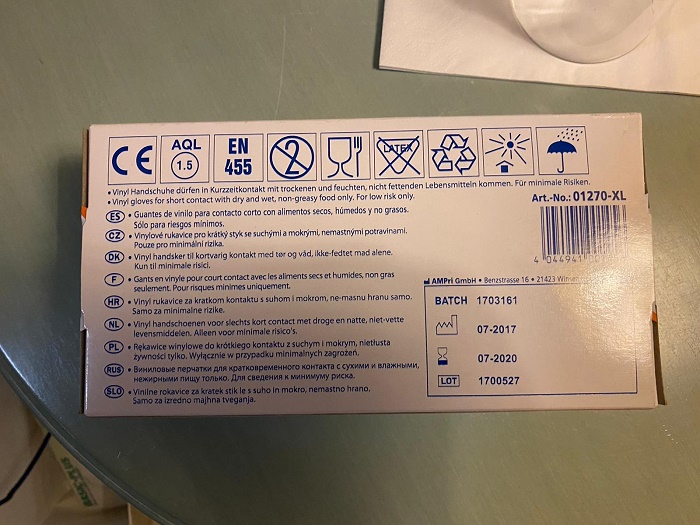 CE
AQL
1.5
EN
455
2
LATEX
• Vinyl Handschuhe dürfen in Kurzzeitkontakt mit trockenen und feuchten, nicht fettenden Lebensmitteln kommen. Für minimale Risiken.
• Vinyl gloves for short contact with dry and wet, non-greasy food only. For low risk only.
ES • Guantes de vinilo para contacto corto con alimentos secos, húmedos y no grasos.
Sólo para riesgos mínimos.
CZ • Vinylové rukavice pro krátký styk se suchými a mokrými, nemastnými potravinami.
Pouze pro minimální rizika.
DK • Vinyl handsker til kortvarig kontakt med tør og våd, ikke-fedtet mad alene.
Kun til minimale risici.
F • Gants en vinyle pour court contact avec les aliments secs et humides, non gras
seulement. Pour risques minimes uniquement.
HR • Vinyl rukavice za kratkom kontaktu s suhom i mokrom, ne-masnu hranu samo.
Samo za minimalne rizike.
NL • Vinyl handschoenen voor slechts kort contact met droge en natte, niet-vette
levensmiddelen. Alleen voor minimale risico's.
PL • Rękawice winylowe do krótkiego kontaktu z suchym i mokrym, nietłusta
żywności tylko. Wyłącznie w przypadku minimalnych zagrożeń.
RUS • Виниловые перчатки для кратковременного контакта с сухими и влажными,
нежирными пищу только. Для сведения к минимуму риска.
SLO • Vinilne rokavice za kratek stik le s suho in mokro, nemastno hrano.
Samo za izredno majhna tveganja.
Art.-No.: 01270-XL
4 044941
AMPri GmbH • Benzstrasse 16 • 21423
BATCH 1703161
07-2017
07-2020
LOT 1700527